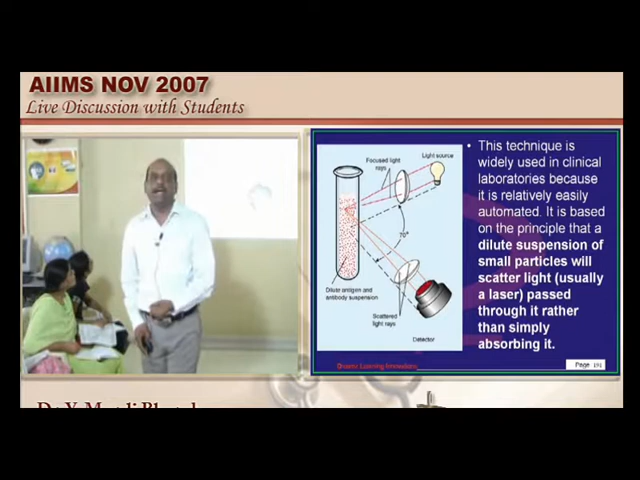 AIIMS NOV 2007
Live Discussion with Students
Focused light
rays
Light source
70°
Dilute antigen and
antibody suspension
Scattered
light rays
Detector
• This technique is
widely used in clinical
laboratories because
it is relatively easily
automated. It is based
on the principle that a
dilute suspension of
small particles will
scatter light (usually
a laser) passed
through it rather
than simply
absorbing it.
Page 191